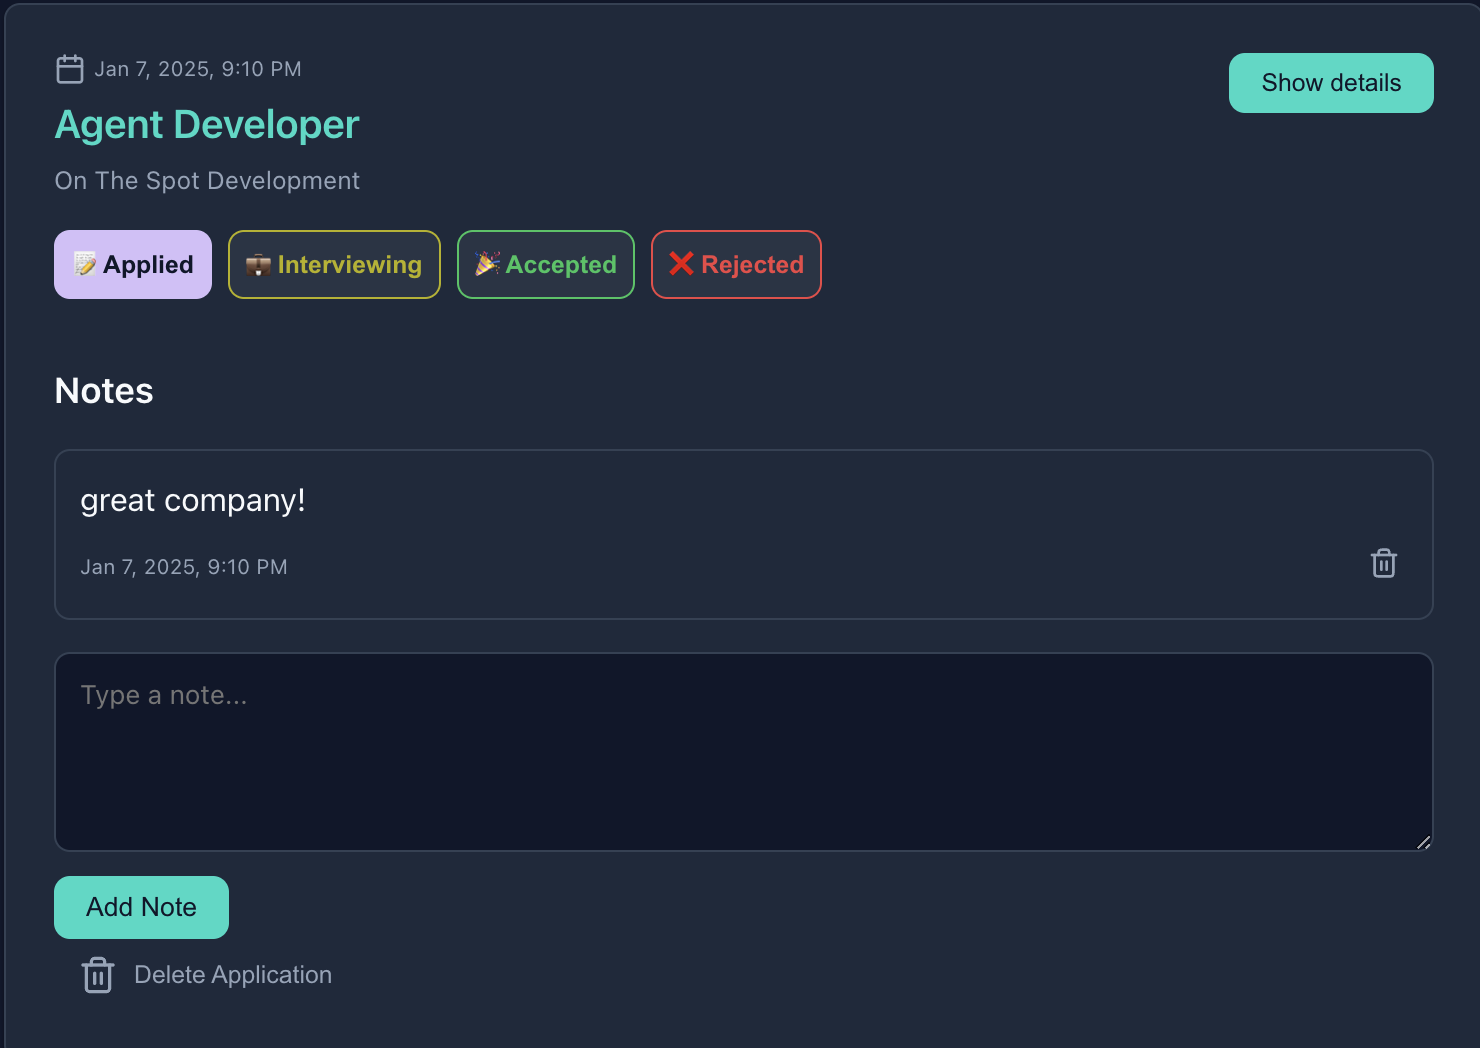 Jan 7, 2025, 9:10 PM
Show details
Agent Developer
On The Spot Development
📝 Applied 💼 Interviewing 🎉 Accepted ❌ Rejected
Notes
great company!
Jan 7, 2025, 9:10 PM
Type a note...
Add Note
Delete Application